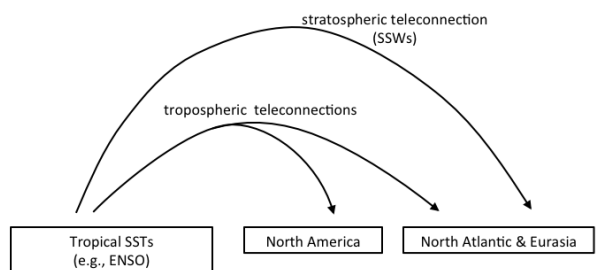 stratospheric teleconnection
(SSWs)
tropospheric teleconnections
Tropical SSTs
(e.g., ENSO)
North America
North Atlantic & Eurasia